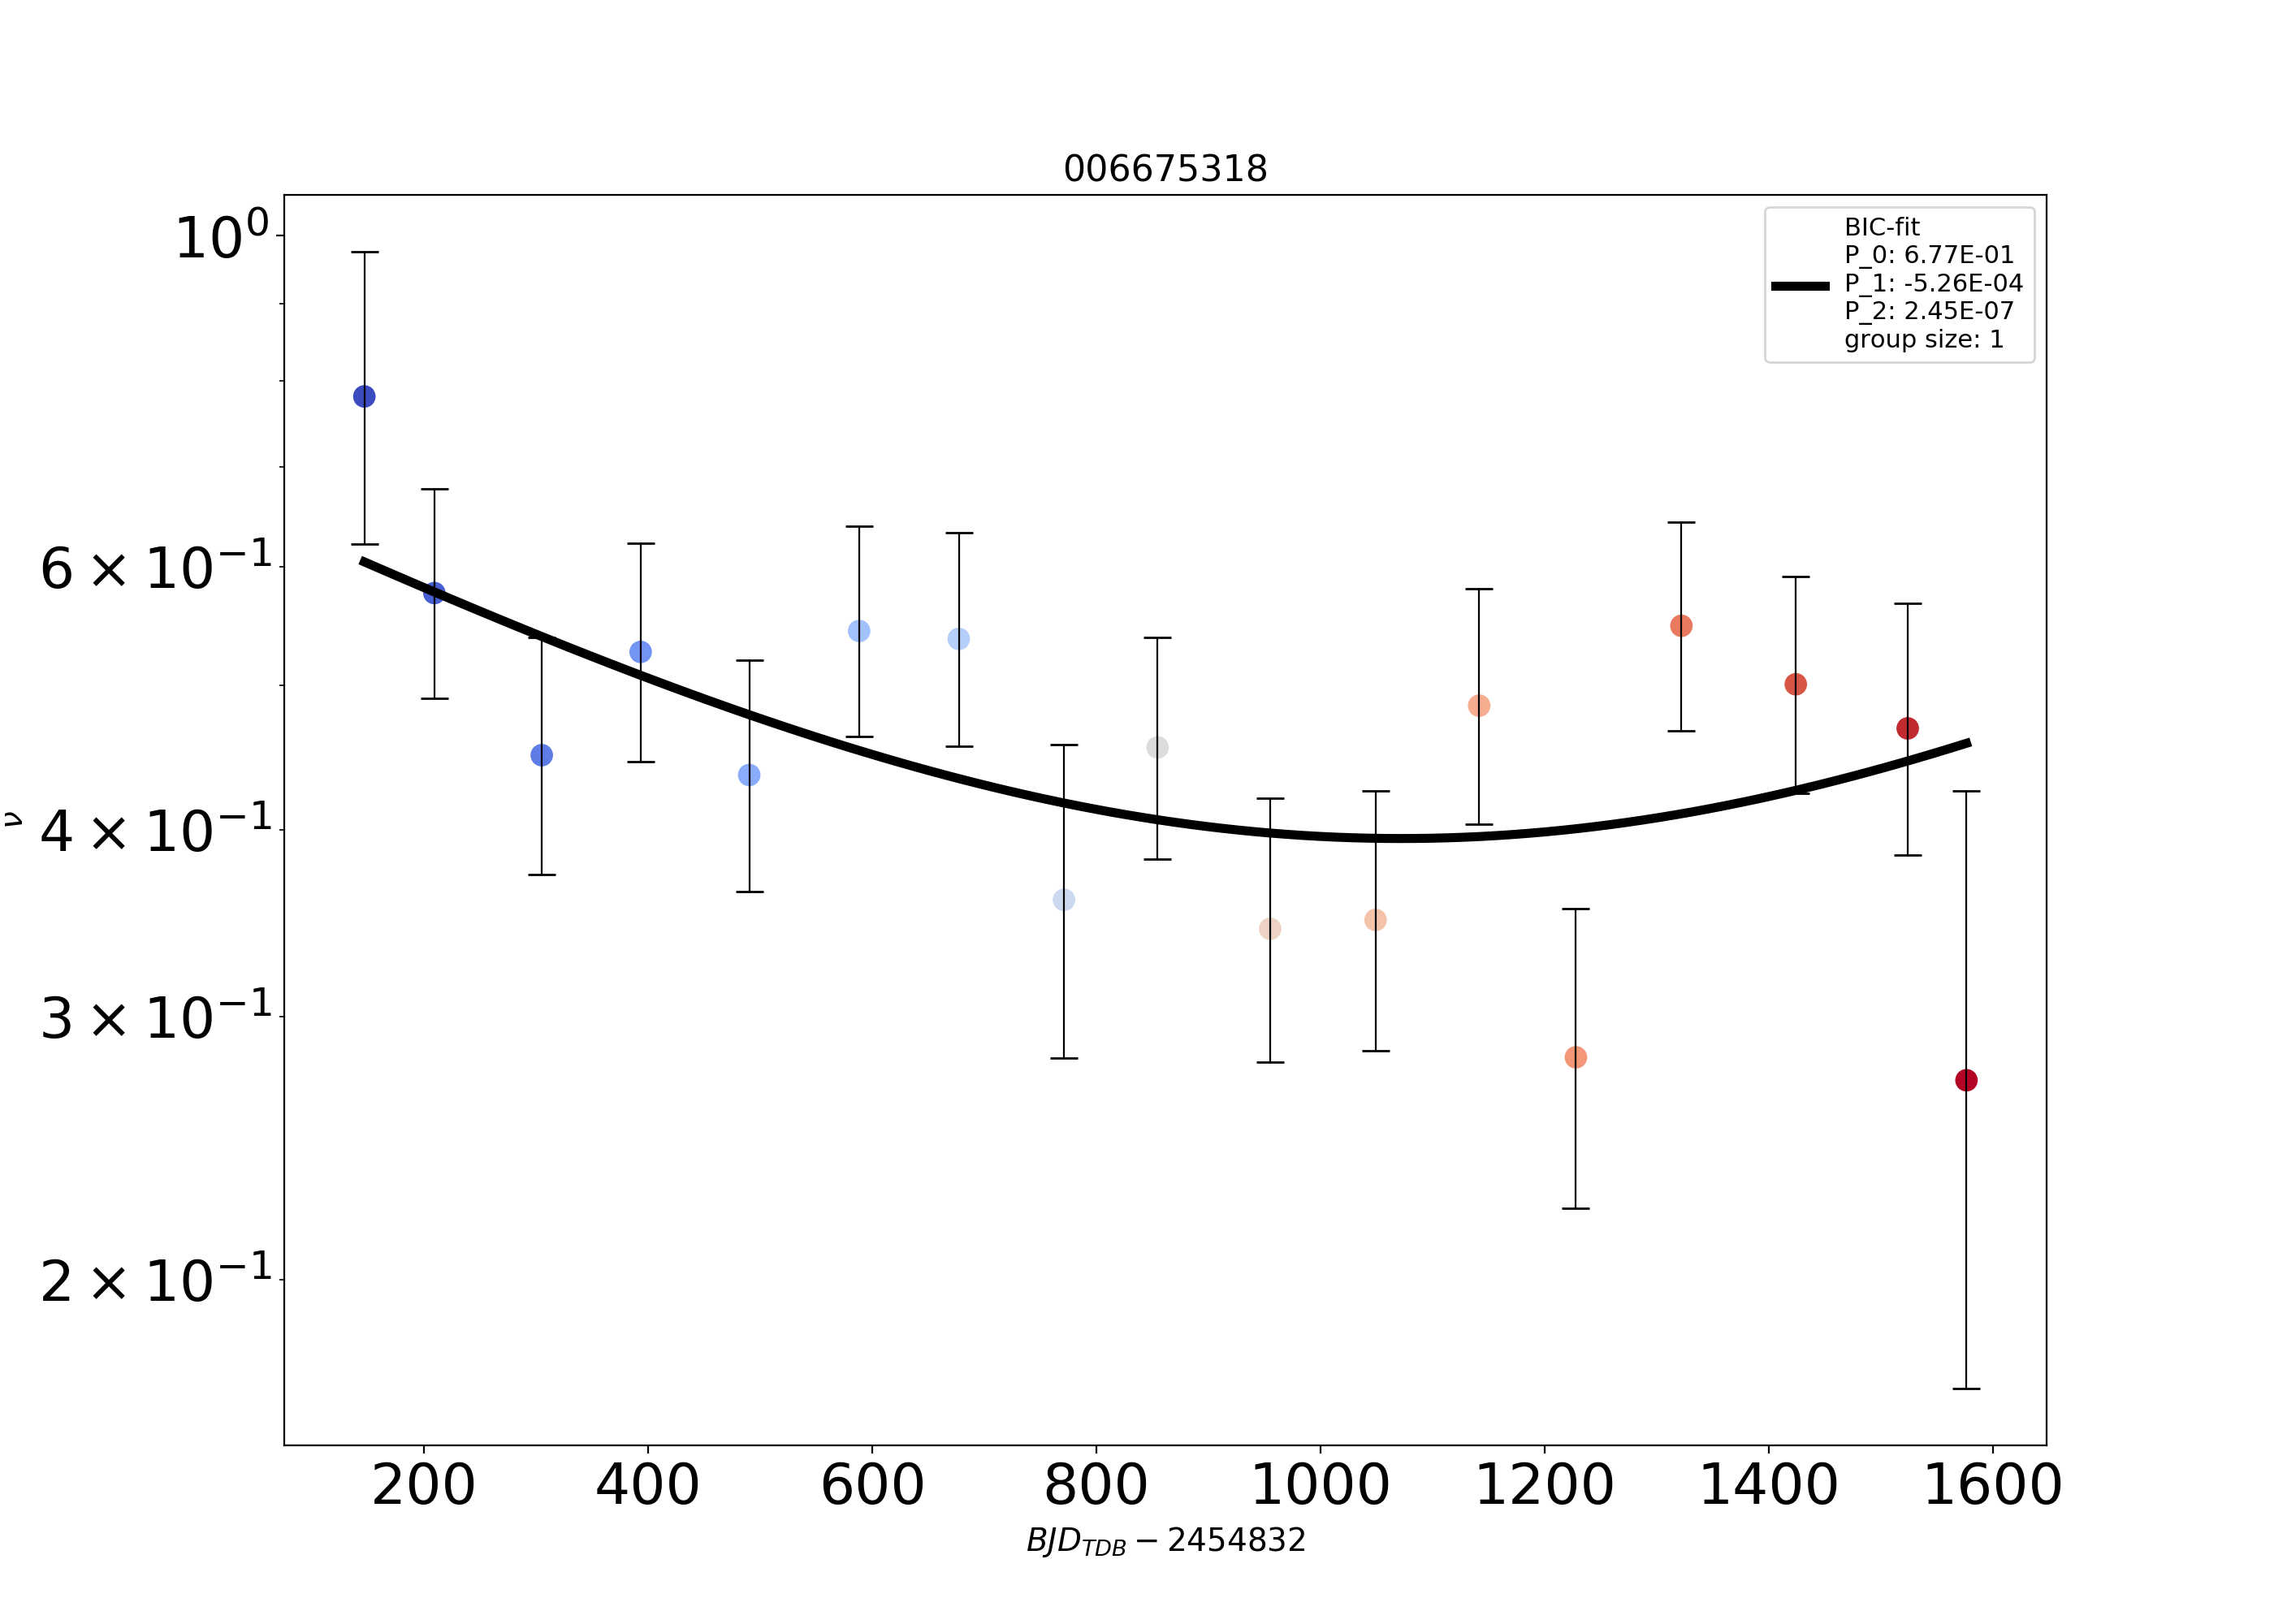 006675318
10⁰
6 × 10⁻¹
4 × 10⁻¹
3 × 10⁻¹
2 × 10⁻¹
ν
BIC-fit
P_0: 6.77E-01
P_1: -5.26E-04
P_2: 2.45E-07
group size: 1
200 400 600 800 1000 1200 1400 1600
BJD_TDB − 2454832